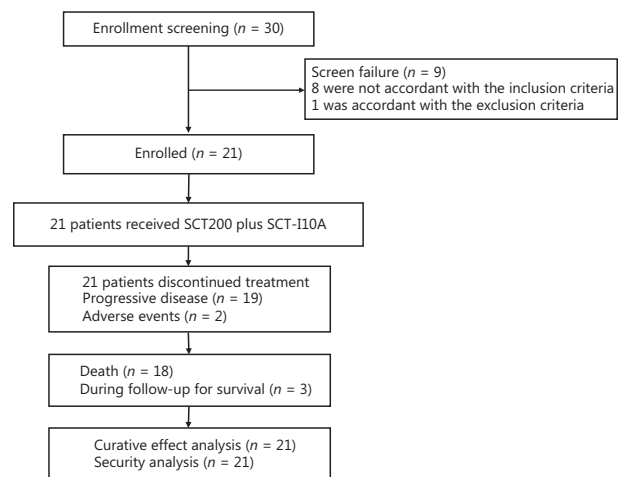 Enrollment screening (n = 30)
Screen failure (n = 9)
8 were not accordant with the inclusion criteria
1 was accordant with the exclusion criteria
Enrolled (n = 21)
21 patients received SCT200 plus SCT-I10A
21 patients discontinued treatment
Progressive disease (n = 19)
Adverse events (n = 2)
Death (n = 18)
During follow-up for survival (n = 3)
Curative effect analysis (n = 21)
Security analysis (n = 21)